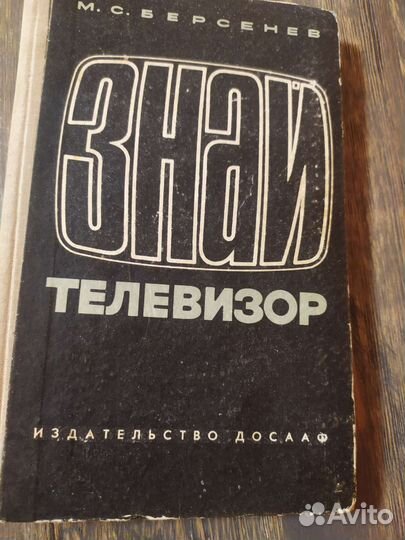 М. С. БЕРСЕНЕВ
ЗНАЙ
ТЕЛЕВИЗОР
ИЗДАТЕЛЬСТВО ДОСААФ
Avito